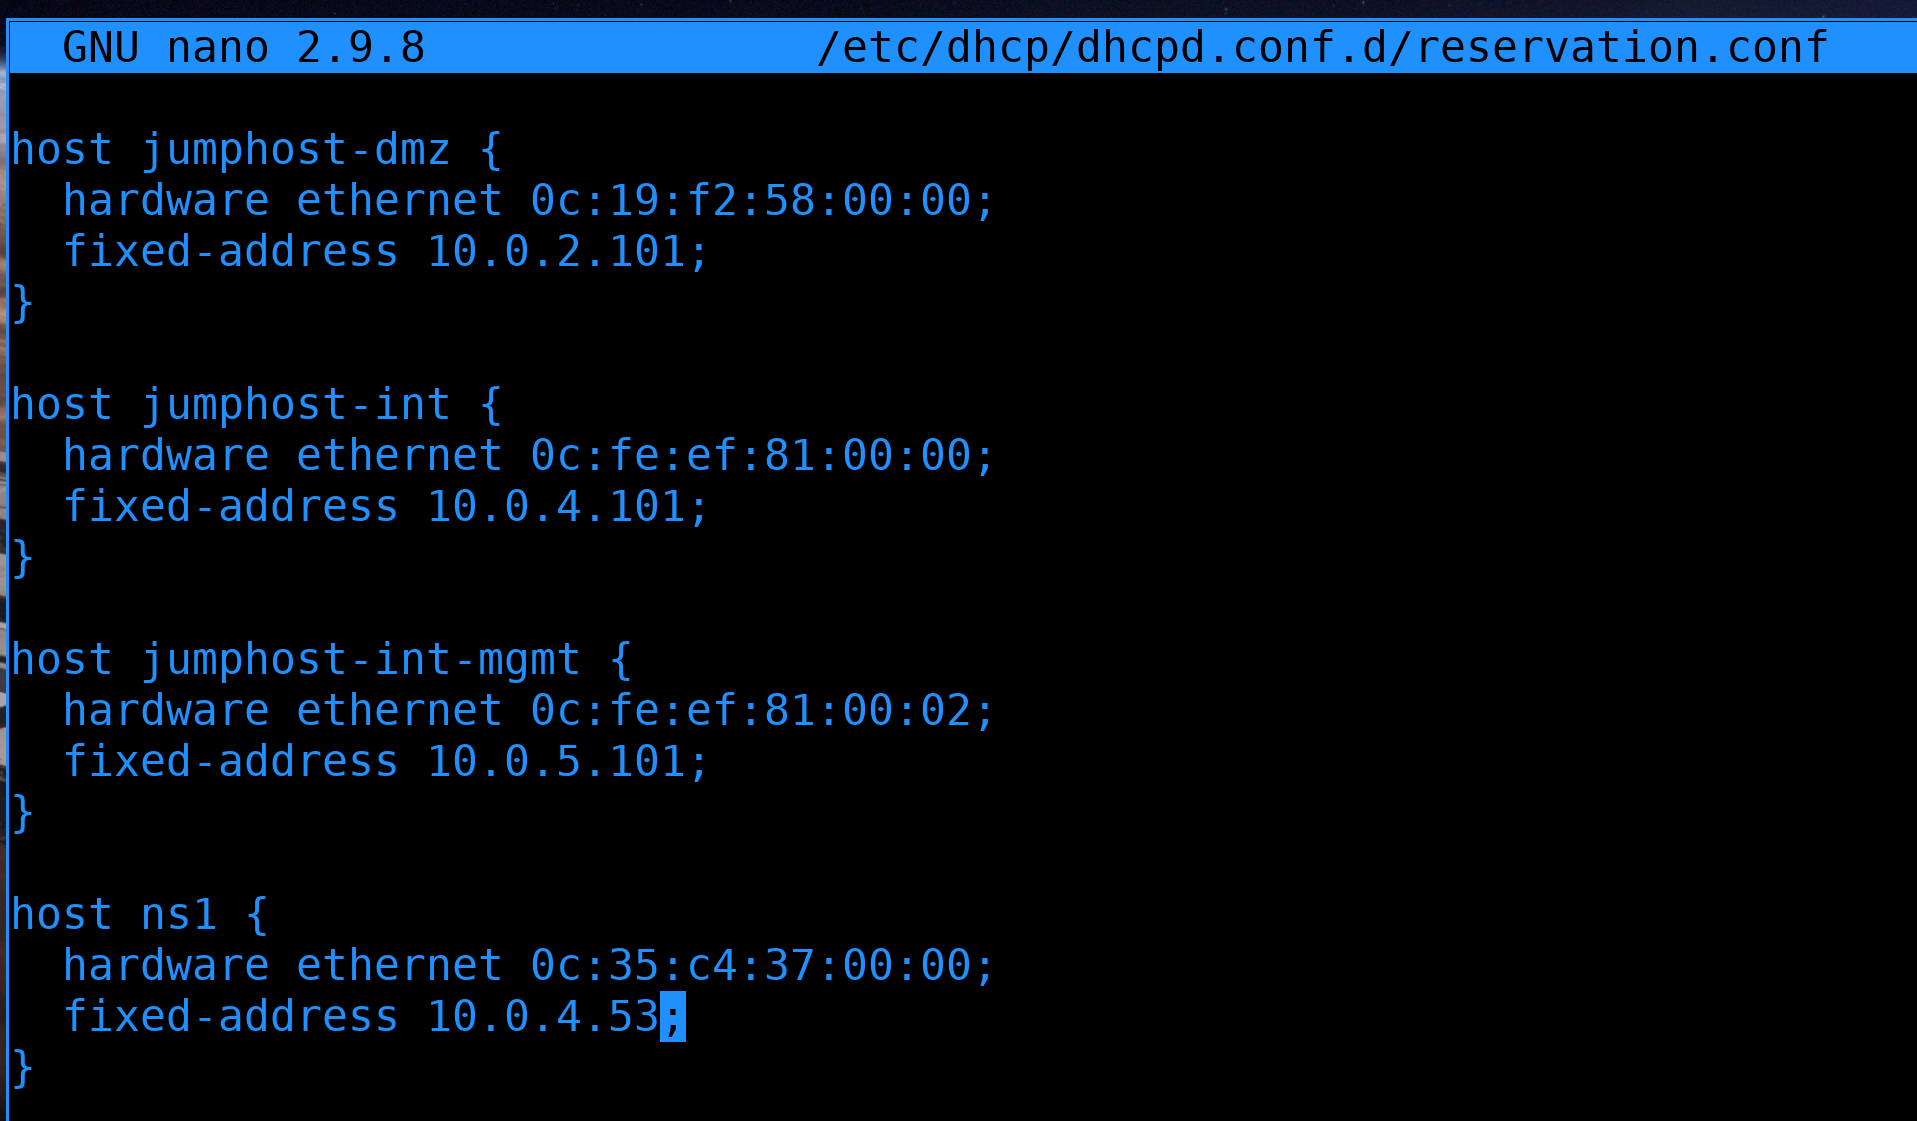 GNU nano 2.9.8 /etc/dhcp/dhcpd.conf.d/reservation.conf
host jumphost-dmz {
  hardware ethernet 0c:19:f2:58:00:00;
  fixed-address 10.0.2.101;
}
host jumphost-int {
  hardware ethernet 0c:fe:ef:81:00:00;
  fixed-address 10.0.4.101;
}
host jumphost-int-mgmt {
  hardware ethernet 0c:fe:ef:81:00:02;
  fixed-address 10.0.5.101;
}
host ns1 {
  hardware ethernet 0c:35:c4:37:00:00;
  fixed-address 10.0.4.53;
}